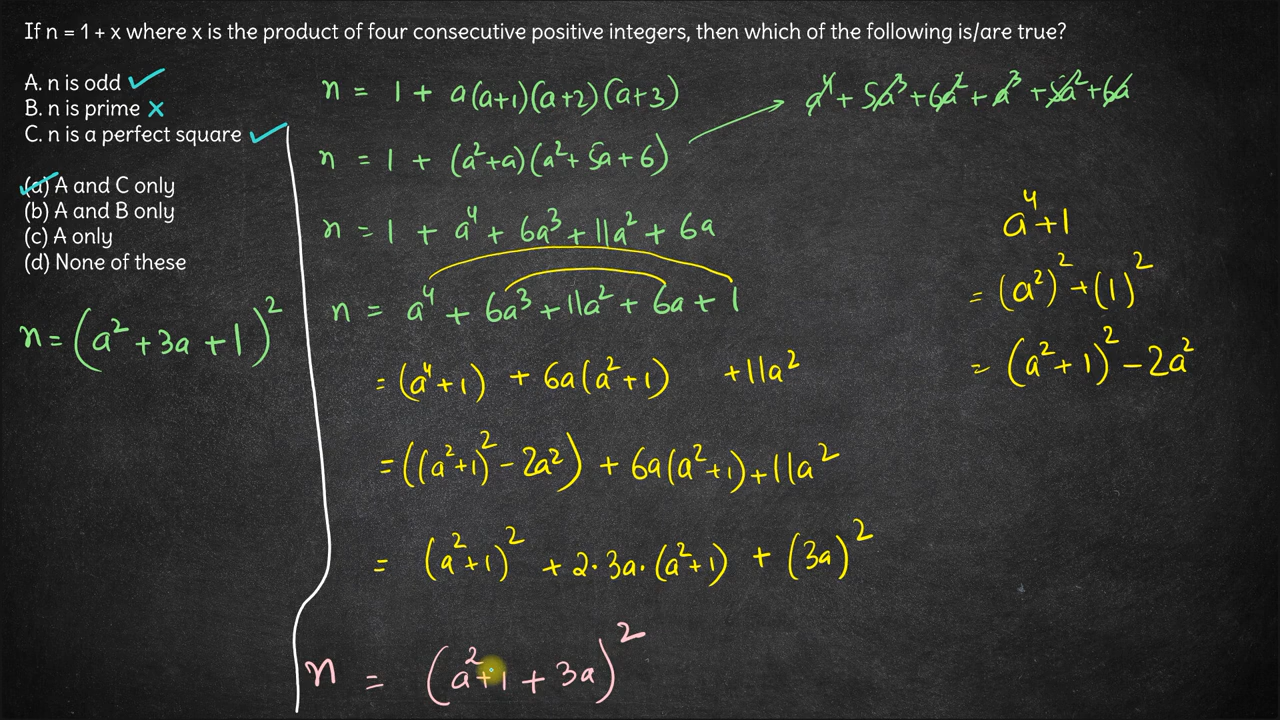 If n = 1 + x where x is the product of four consecutive positive integers, then which of the following is/are true?
A. n is odd ✓
B. n is prime x
C. n is a perfect square ✓
(a) A and C only
(b) A and B only
(c) A only
(d) None of these
n = (a² + 3a + 1)²
n = 1 + a(a+1)(a+2)(a+3)
n = 1 + (a²+a)(a²+5a+6)
a⁴ + 5a³ + 6a² + a³ + 5a² + 6a
n = 1 + a⁴ + 6a³ + 11a² + 6a
n = a⁴ + 6a³ + 11a² + 6a + 1
= (a⁴+1) + 6a(a²+1) + 11a²
= ((a²+1)² - 2a²) + 6a(a²+1) + 11a²
= (a²+1)² + 2·3a·(a²+1) + (3a)²
n = (a²+1 + 3a)²
a⁴+1
= (a²)² + (1)²
= (a²+1)² - 2a²